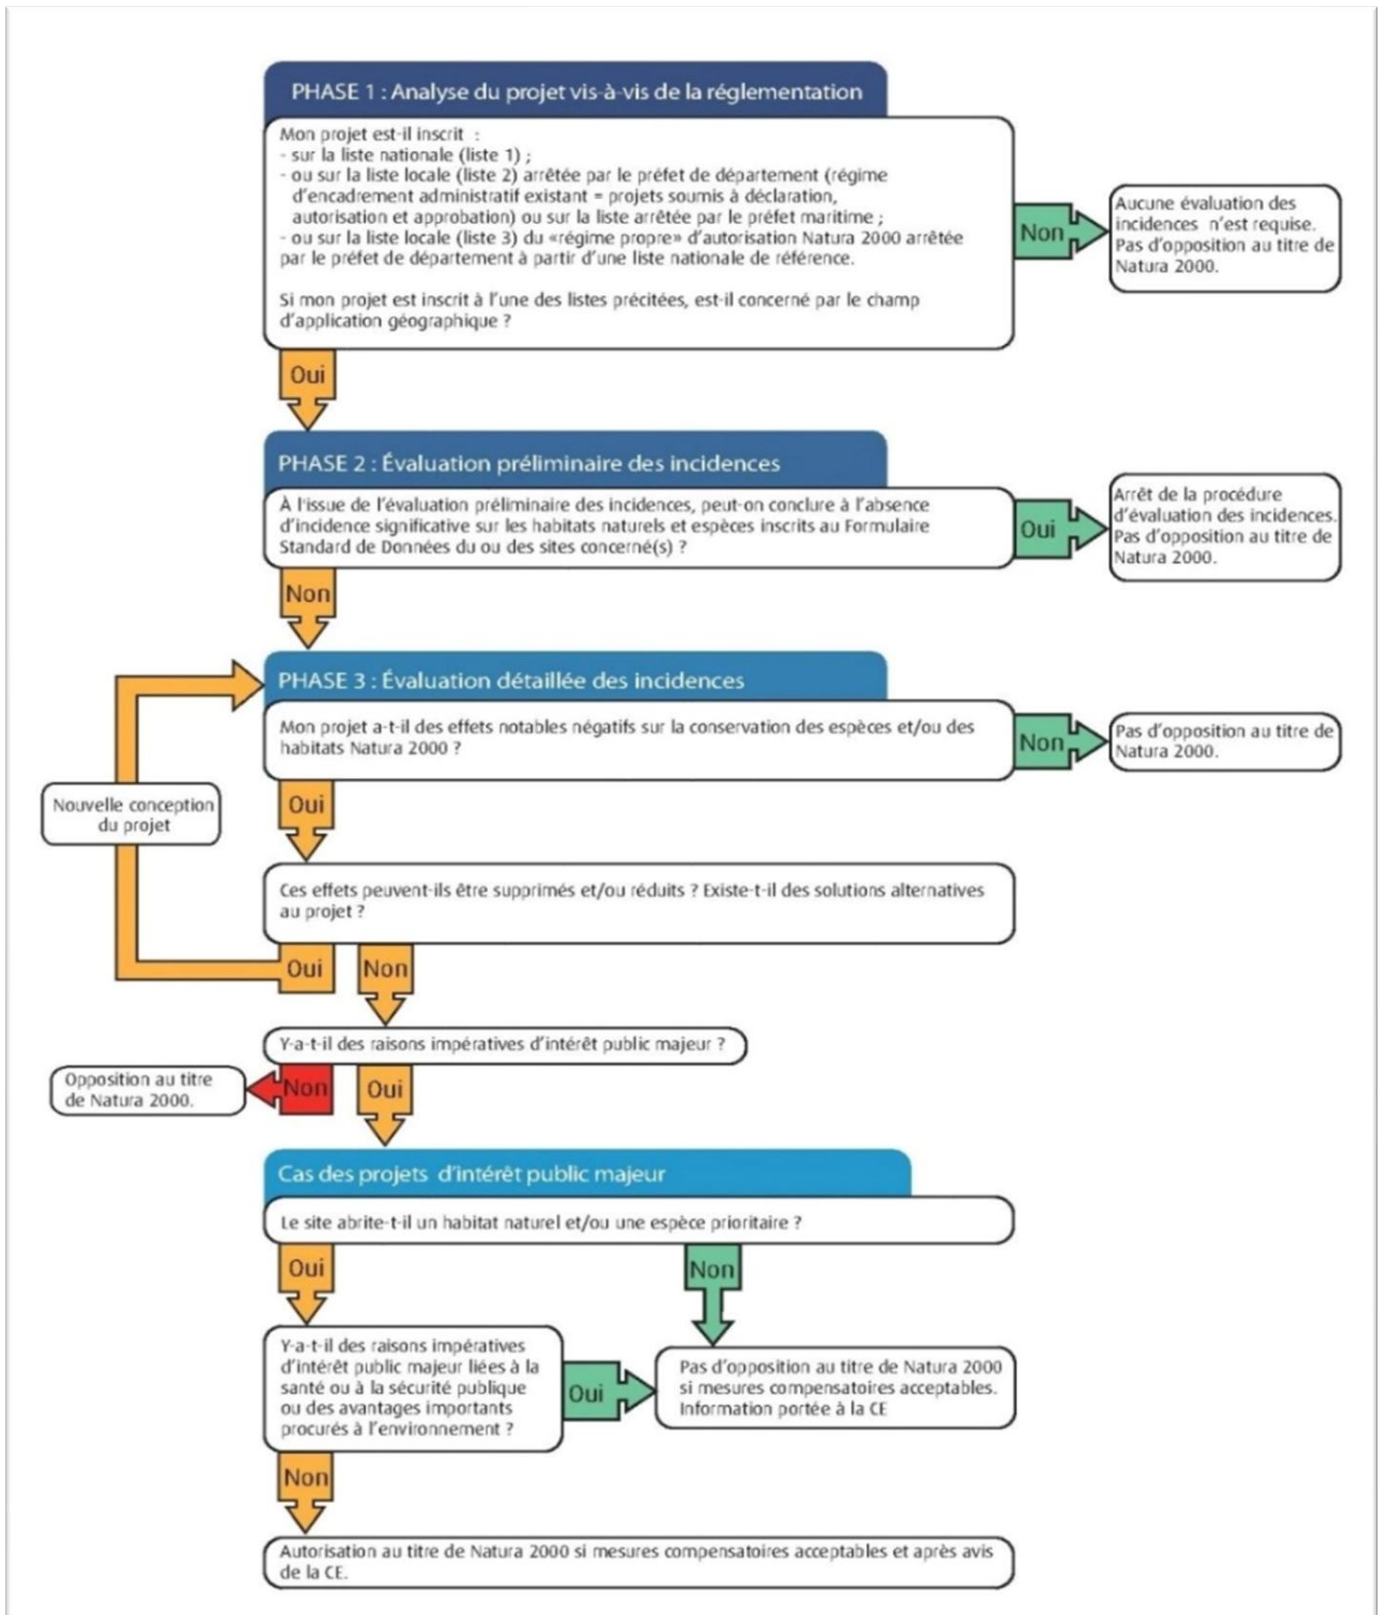 PHASE 1 : Analyse du projet vis-à-vis de la réglementation
Mon projet est-il inscrit :
- sur la liste nationale (liste 1) ;
- ou sur la liste locale (liste 2) arrêtée par le préfet de département (régime
d'encadrement administratif existant = projets soumis à déclaration,
autorisation et approbation) ou sur la liste arrêtée par le préfet maritime ;
- ou sur la liste locale (liste 3) du «régime propre» d'autorisation Natura 2000 arrêtée
par le préfet de département à partir d'une liste nationale de référence.
Si mon projet est inscrit à l'une des listes précitées, est-il concerné par le champ
d'application géographique ?
Non
Aucune évaluation des
incidences n'est requise.
Pas d'opposition au titre de
Natura 2000.
Oui
PHASE 2 : Évaluation préliminaire des incidences
À l'issue de l'évaluation préliminaire des incidences, peut-on conclure à l'absence
d'incidence significative sur les habitats naturels et espèces inscrits au Formulaire
Standard de Données du ou des sites concerné(s) ?
Oui
Arrêt de la procédure
d'évaluation des incidences.
Pas d'opposition au titre de
Natura 2000.
Non
PHASE 3 : Évaluation détaillée des incidences
Mon projet a-t-il des effets notables négatifs sur la conservation des espèces et/ou des
habitats Natura 2000 ?
Non
Pas d'opposition au titre de
Natura 2000.
Oui
Nouvelle conception
du projet
Ces effets peuvent-ils être supprimés et/ou réduits ? Existe-t-il des solutions alternatives
au projet ?
Oui
Non
Y-a-t-il des raisons impératives d'intérêt public majeur ?
Non
Opposition au titre
de Natura 2000.
Oui
Cas des projets d'intérêt public majeur
Le site abrite-t-il un habitat naturel et/ou une espèce prioritaire ?
Oui
Non
Y-a-t-il des raisons impératives
d'intérêt public majeur liées à la
santé ou à la sécurité publique
ou des avantages importants
procurés à l'environnement ?
Oui
Pas d'opposition au titre de Natura 2000
si mesures compensatoires acceptables.
Information portée à la CE
Non
Autorisation au titre de Natura 2000 si mesures compensatoires acceptables et après avis
de la CE.